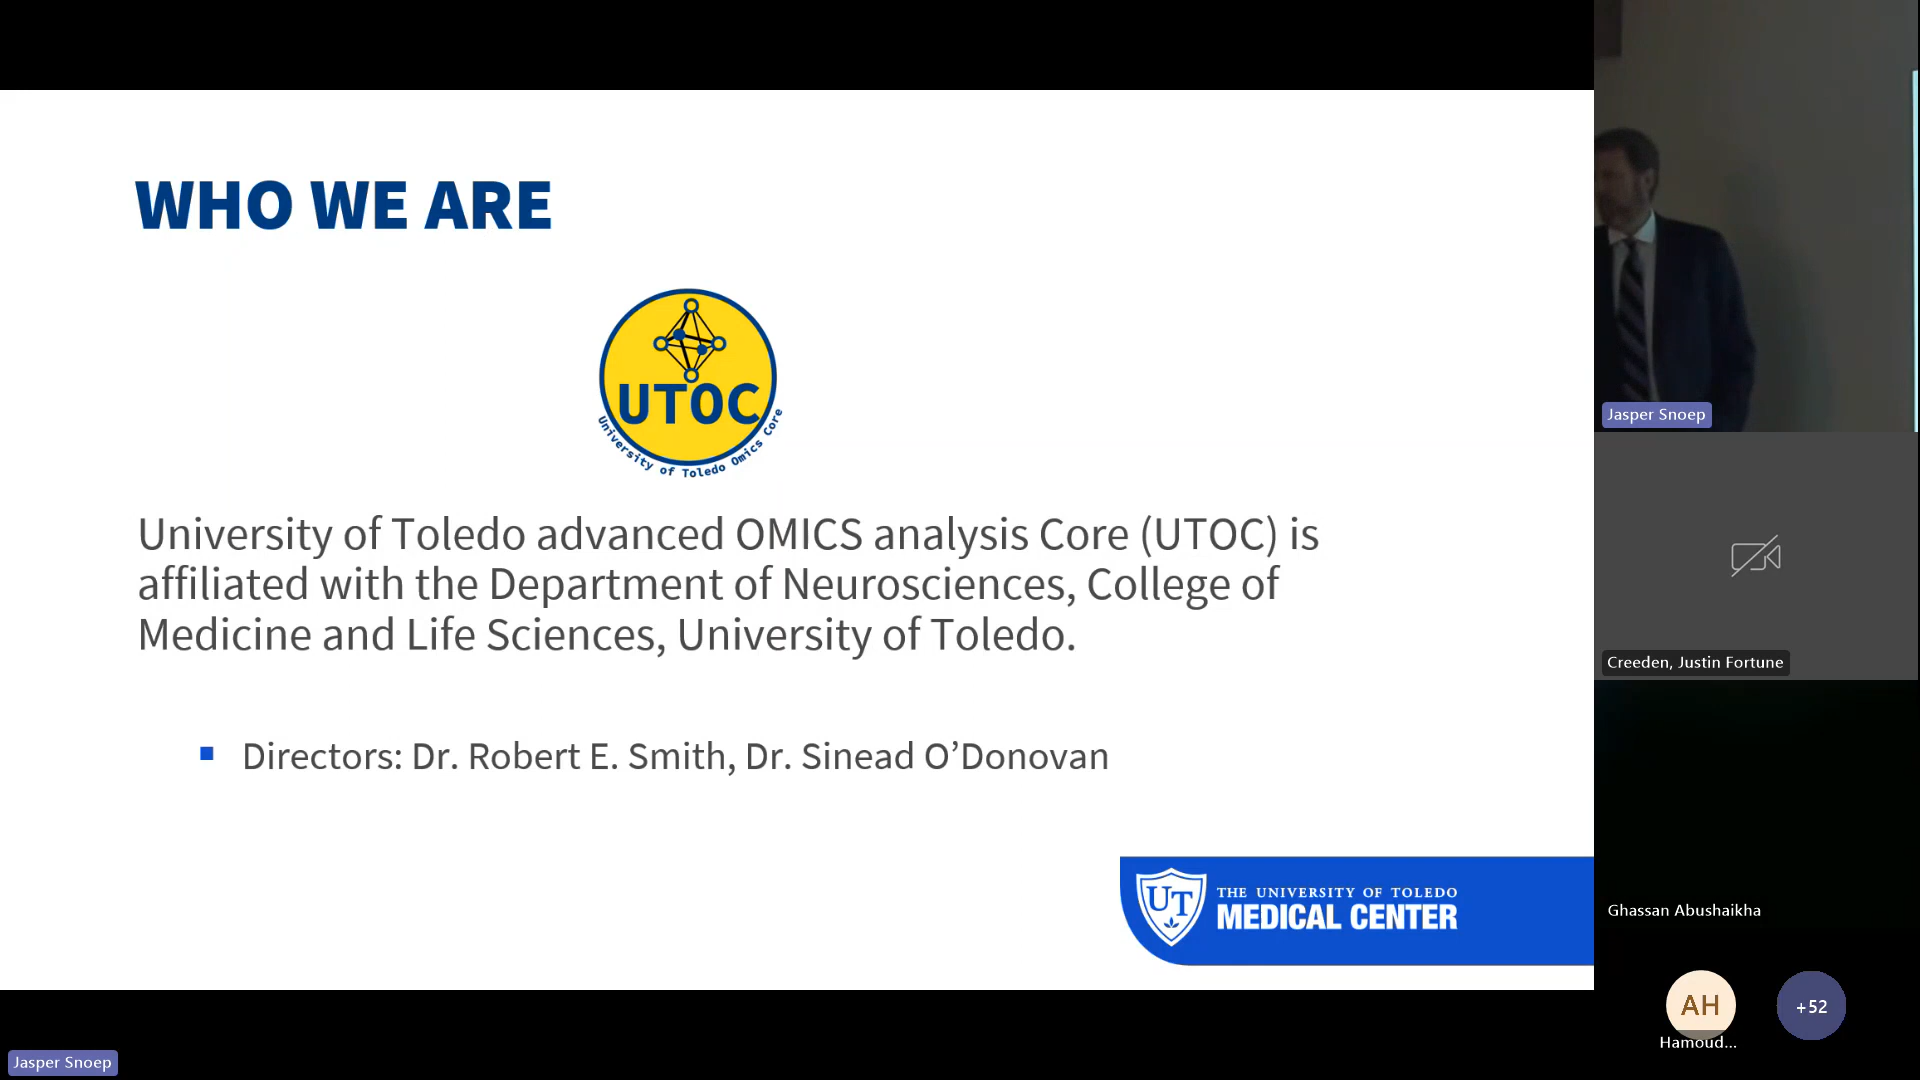 WHO WE ARE
UTOC
University of Toledo Omics Core
University of Toledo advanced OMICS analysis Core (UTOC) is
affiliated with the Department of Neurosciences, College of
Medicine and Life Sciences, University of Toledo.
Directors: Dr. Robert E. Smith, Dr. Sinead O’Donovan
UT
THE UNIVERSITY OF TOLEDO
MEDICAL CENTER
Jasper Snoep
Creeden, Justin Fortune
Ghassan Abushaikha
AH
+52
Hamoud...
Jasper Snoep